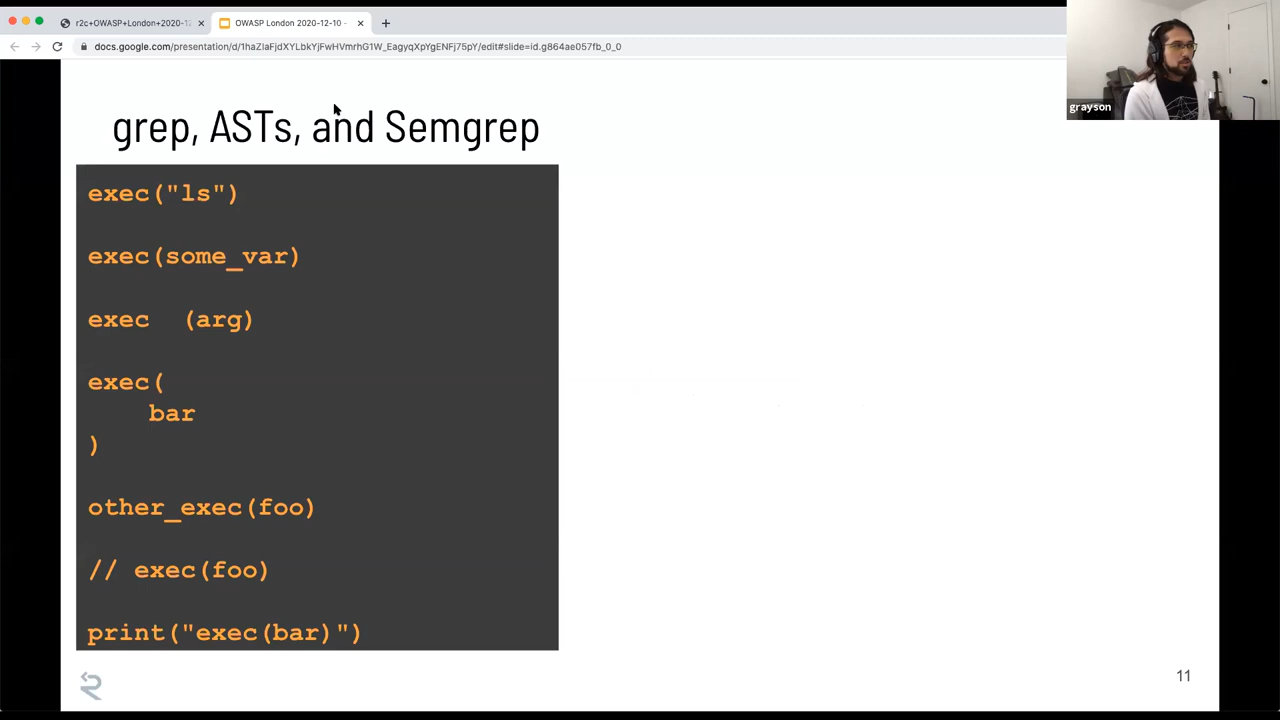 r2c+OWASP+London+2020-12
OWASP London 2020-12-10 -
docs.google.com/presentation/d/1haZlaFjdXYLbkYjFwHVmrhG1W_EagyqXpYgENFj75pY/edit#slide=id.g864ae057fb_0_0
grayson
grep, ASTs, and Semgrep
exec("ls")
exec(some_var)
exec  (arg)
exec(
    bar
)
other_exec(foo)
// exec(foo)
print("exec(bar)")
11